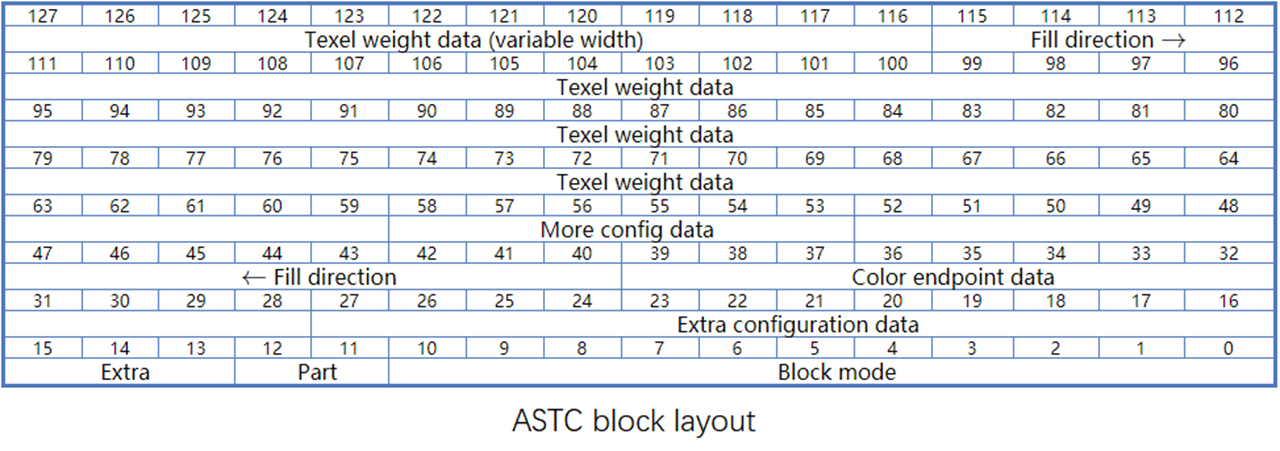 127 126 125 124 123 122 121 120 119 118 117 116 115 114 113 112
Texel weight data (variable width) Fill direction →
111 110 109 108 107 106 105 104 103 102 101 100 99 98 97 96
Texel weight data
95 94 93 92 91 90 89 88 87 86 85 84 83 82 81 80
Texel weight data
79 78 77 76 75 74 73 72 71 70 69 68 67 66 65 64
Texel weight data
63 62 61 60 59 58 57 56 55 54 53 52 51 50 49 48
More config data
47 46 45 44 43 42 41 40 39 38 37 36 35 34 33 32
← Fill direction Color endpoint data
31 30 29 28 27 26 25 24 23 22 21 20 19 18 17 16
Extra configuration data
15 14 13 12 11 10 9 8 7 6 5 4 3 2 1 0
Extra Part Block mode
ASTC block layout